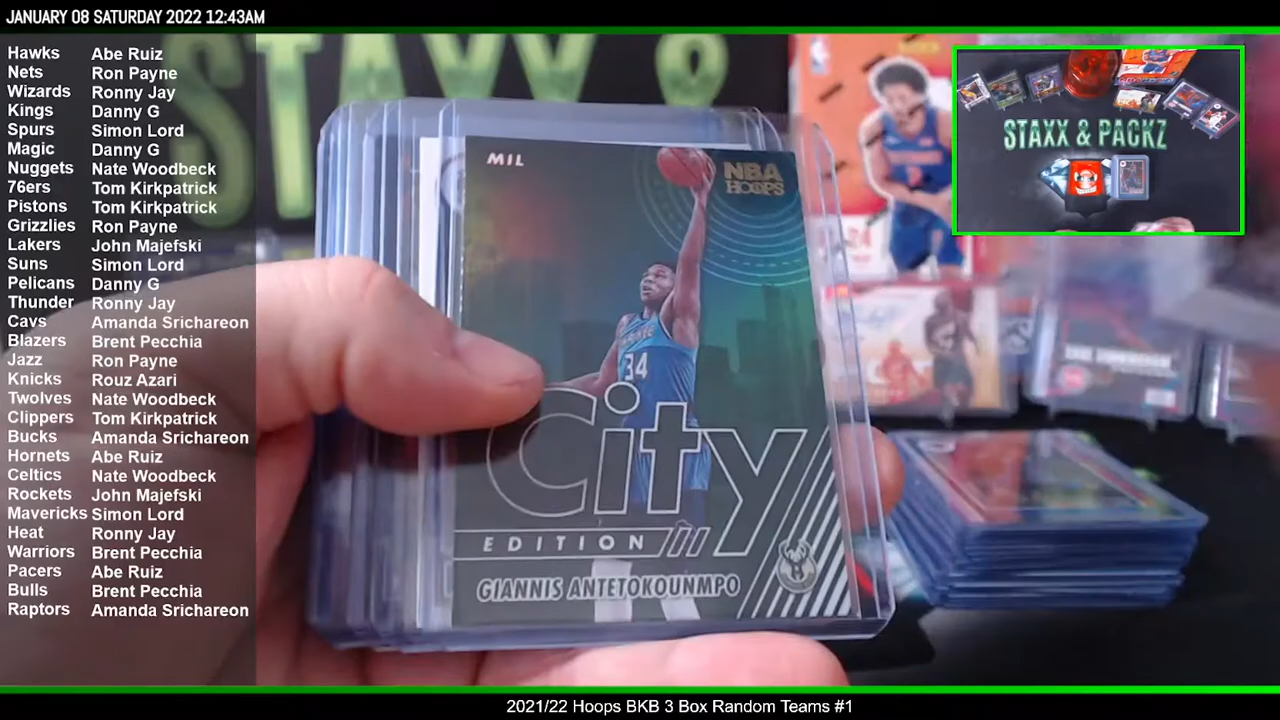 JANUARY 08 SATURDAY 2022 12:43AM
Hawks Abe Ruiz
Nets Ron Payne
Wizards Ronny Jay
Kings Danny G
Spurs Simon Lord
Magic Danny G
Nuggets Nate Woodbeck
76ers Tom Kirkpatrick
Pistons Tom Kirkpatrick
Grizzlies Ron Payne
Lakers John Majefski
Suns Simon Lord
Pelicans Danny G
Thunder Ronny Jay
Cavs Amanda Srichareon
Blazers Brent Pecchia
Jazz Ron Payne
Knicks Rouz Azari
Twolves Nate Woodbeck
Clippers Tom Kirkpatrick
Bucks Amanda Srichareon
Hornets Abe Ruiz
Celtics Nate Woodbeck
Rockets John Majefski
Mavericks Simon Lord
Heat Ronny Jay
Warriors Brent Pecchia
Pacers Abe Ruiz
Bulls Brent Pecchia
Raptors Amanda Srichareon
STAXX &
MIL
NBA
HOOPS
34
City
EDITION
GIANNIS ANTETOKOUNMPO
STAXX & PACKZ
2021/22 Hoops BKB 3 Box Random Teams #1